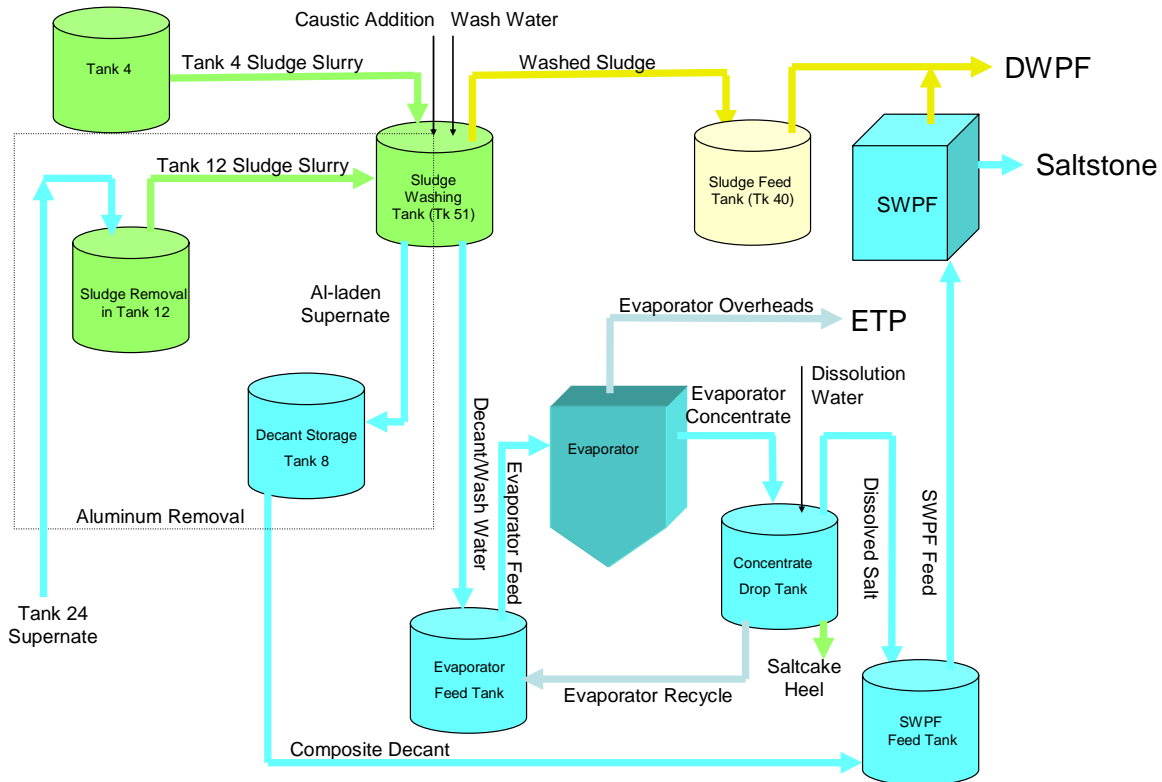 Caustic Addition
Wash Water
Tank 4
Tank 4 Sludge Slurry
Washed Sludge
DWPF
Tank 12 Sludge Slurry
Sludge
Washing
Tank (Tk 51)
Sludge Feed
Tank (Tk 40)
SWPF
Saltstone
Sludge Removal
in Tank 12
Al-laden
Supernate
Evaporator Overheads
ETP
Evaporator
Concentrate
Dissolution
Water
Decant Storage
Tank 8
Decant/Wash Water
Evaporator Feed
Evaporator
Dissolved Salt
SWPF Feed
Aluminum Removal
Concentrate
Drop Tank
Tank 24
Supernate
Evaporator
Feed Tank
Evaporator Recycle
Saltcake
Heel
SWPF
Feed Tank
Composite Decant